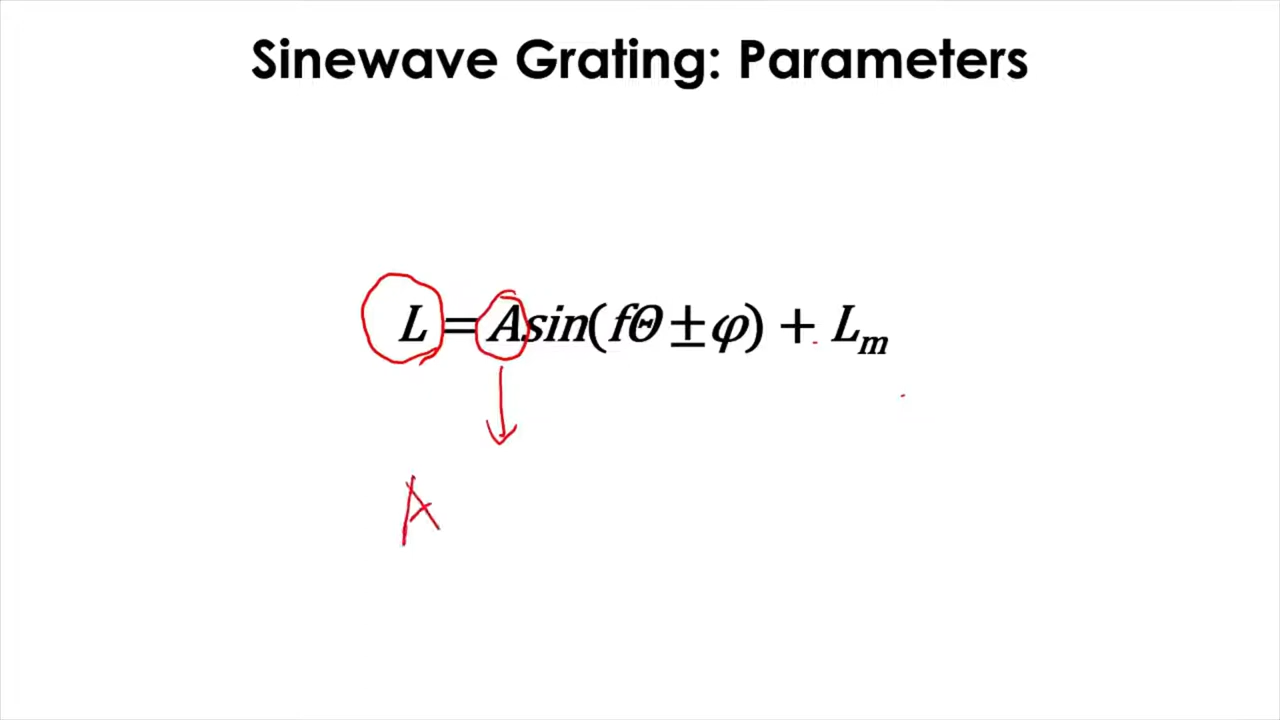 Sinewave Grating: Parameters
L = Asin(fΘ ± φ) + Lₘ
A